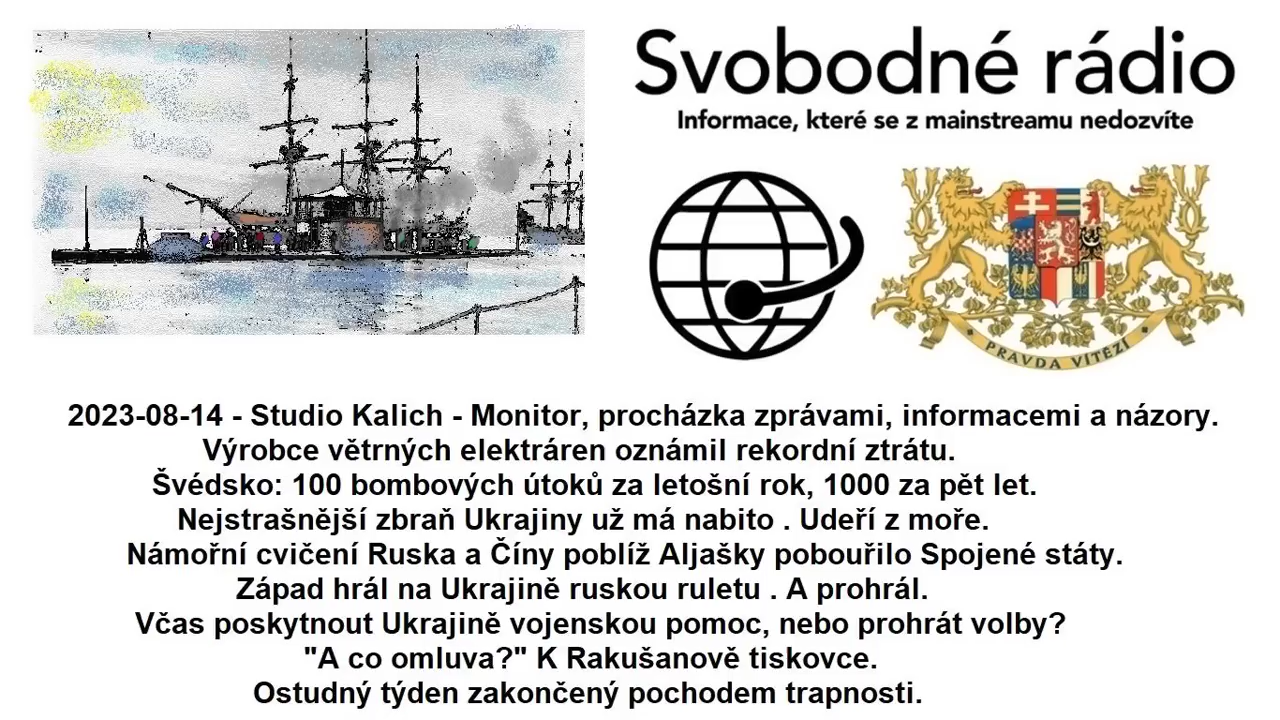 Svobodné rádio
Informace, které se z mainstreamu nedozvíte
PRAVDA VÍTĚZÍ
2023-08-14 - Studio Kalich - Monitor, procházka zprávami, informacemi a názory.
Výrobce větrných elektráren oznámil rekordní ztrátu.
Švédsko: 100 bombových útoků za letošní rok, 1000 za pět let.
Nejstrašnější zbraň Ukrajiny už má nabito . Udeří z moře.
Námořní cvičení Ruska a Číny poblíž Aljašky pobouřilo Spojené státy.
Západ hrál na Ukrajině ruskou ruletu . A prohrál.
Včas poskytnout Ukrajině vojenskou pomoc, nebo prohrát volby?
"A co omluva?" K Rakušanově tiskovce.
Ostudný týden zakončený pochodem trapnosti.